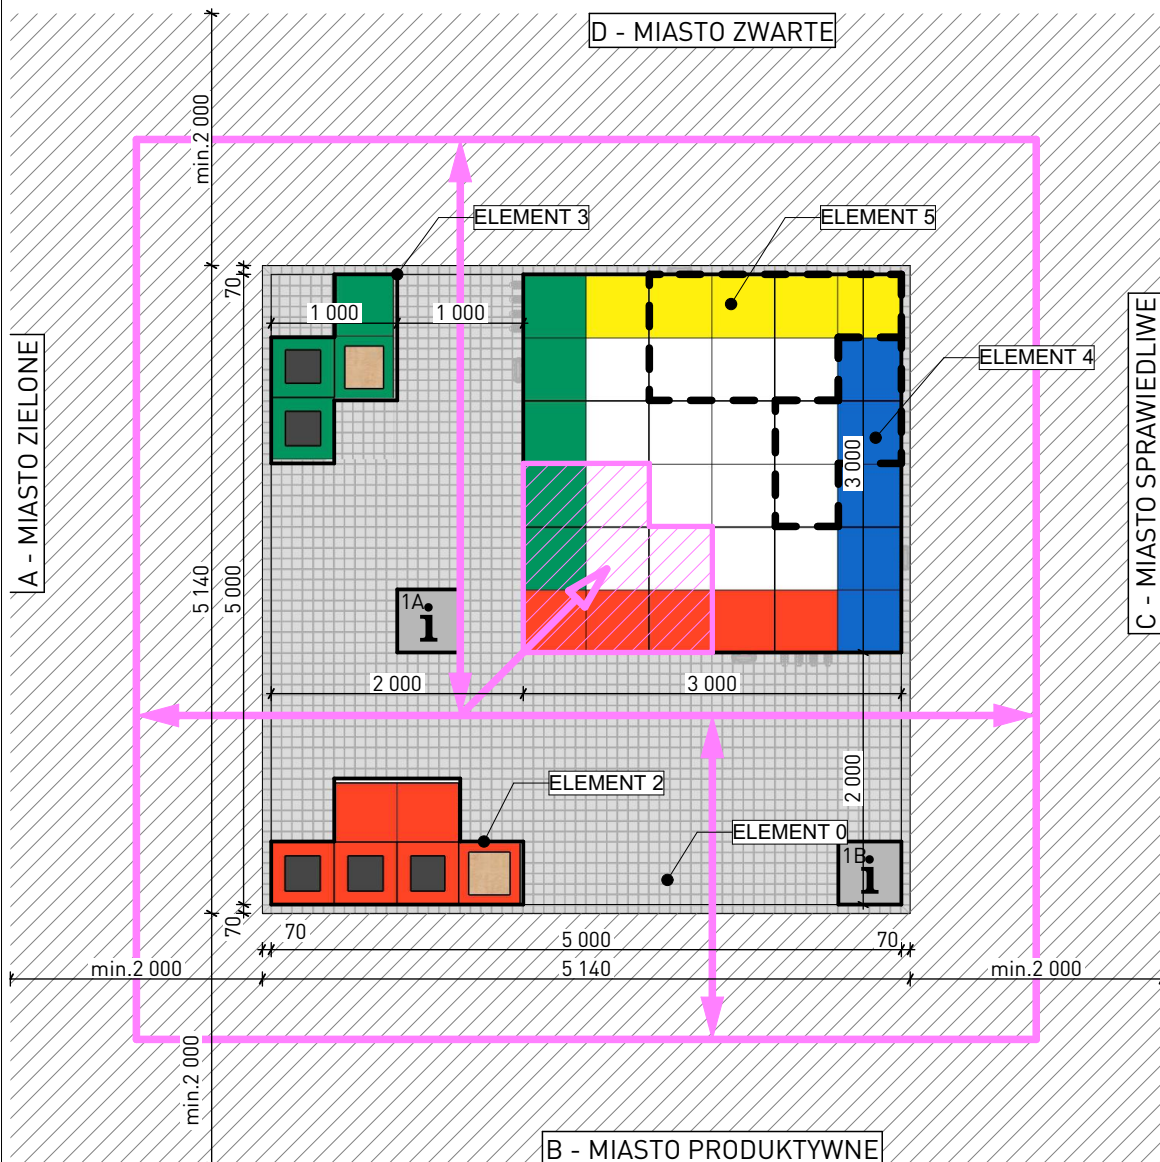 D - MIASTO ZWARTE
min.2 000
ELEMENT 3
ELEMENT 5
70
1 000
1 000
ELEMENT 4
A - MIASTO ZIELONE
C - MIASTO SPRAWIEDLIWE
3 000
5 140
5 000
1A
i
2 000
3 000
2 000
ELEMENT 2
ELEMENT 0
1B
i
70
70
5 000
70
min.2 000
5 140
min.2 000
min.2 000
B - MIASTO PRODUKTYWNE